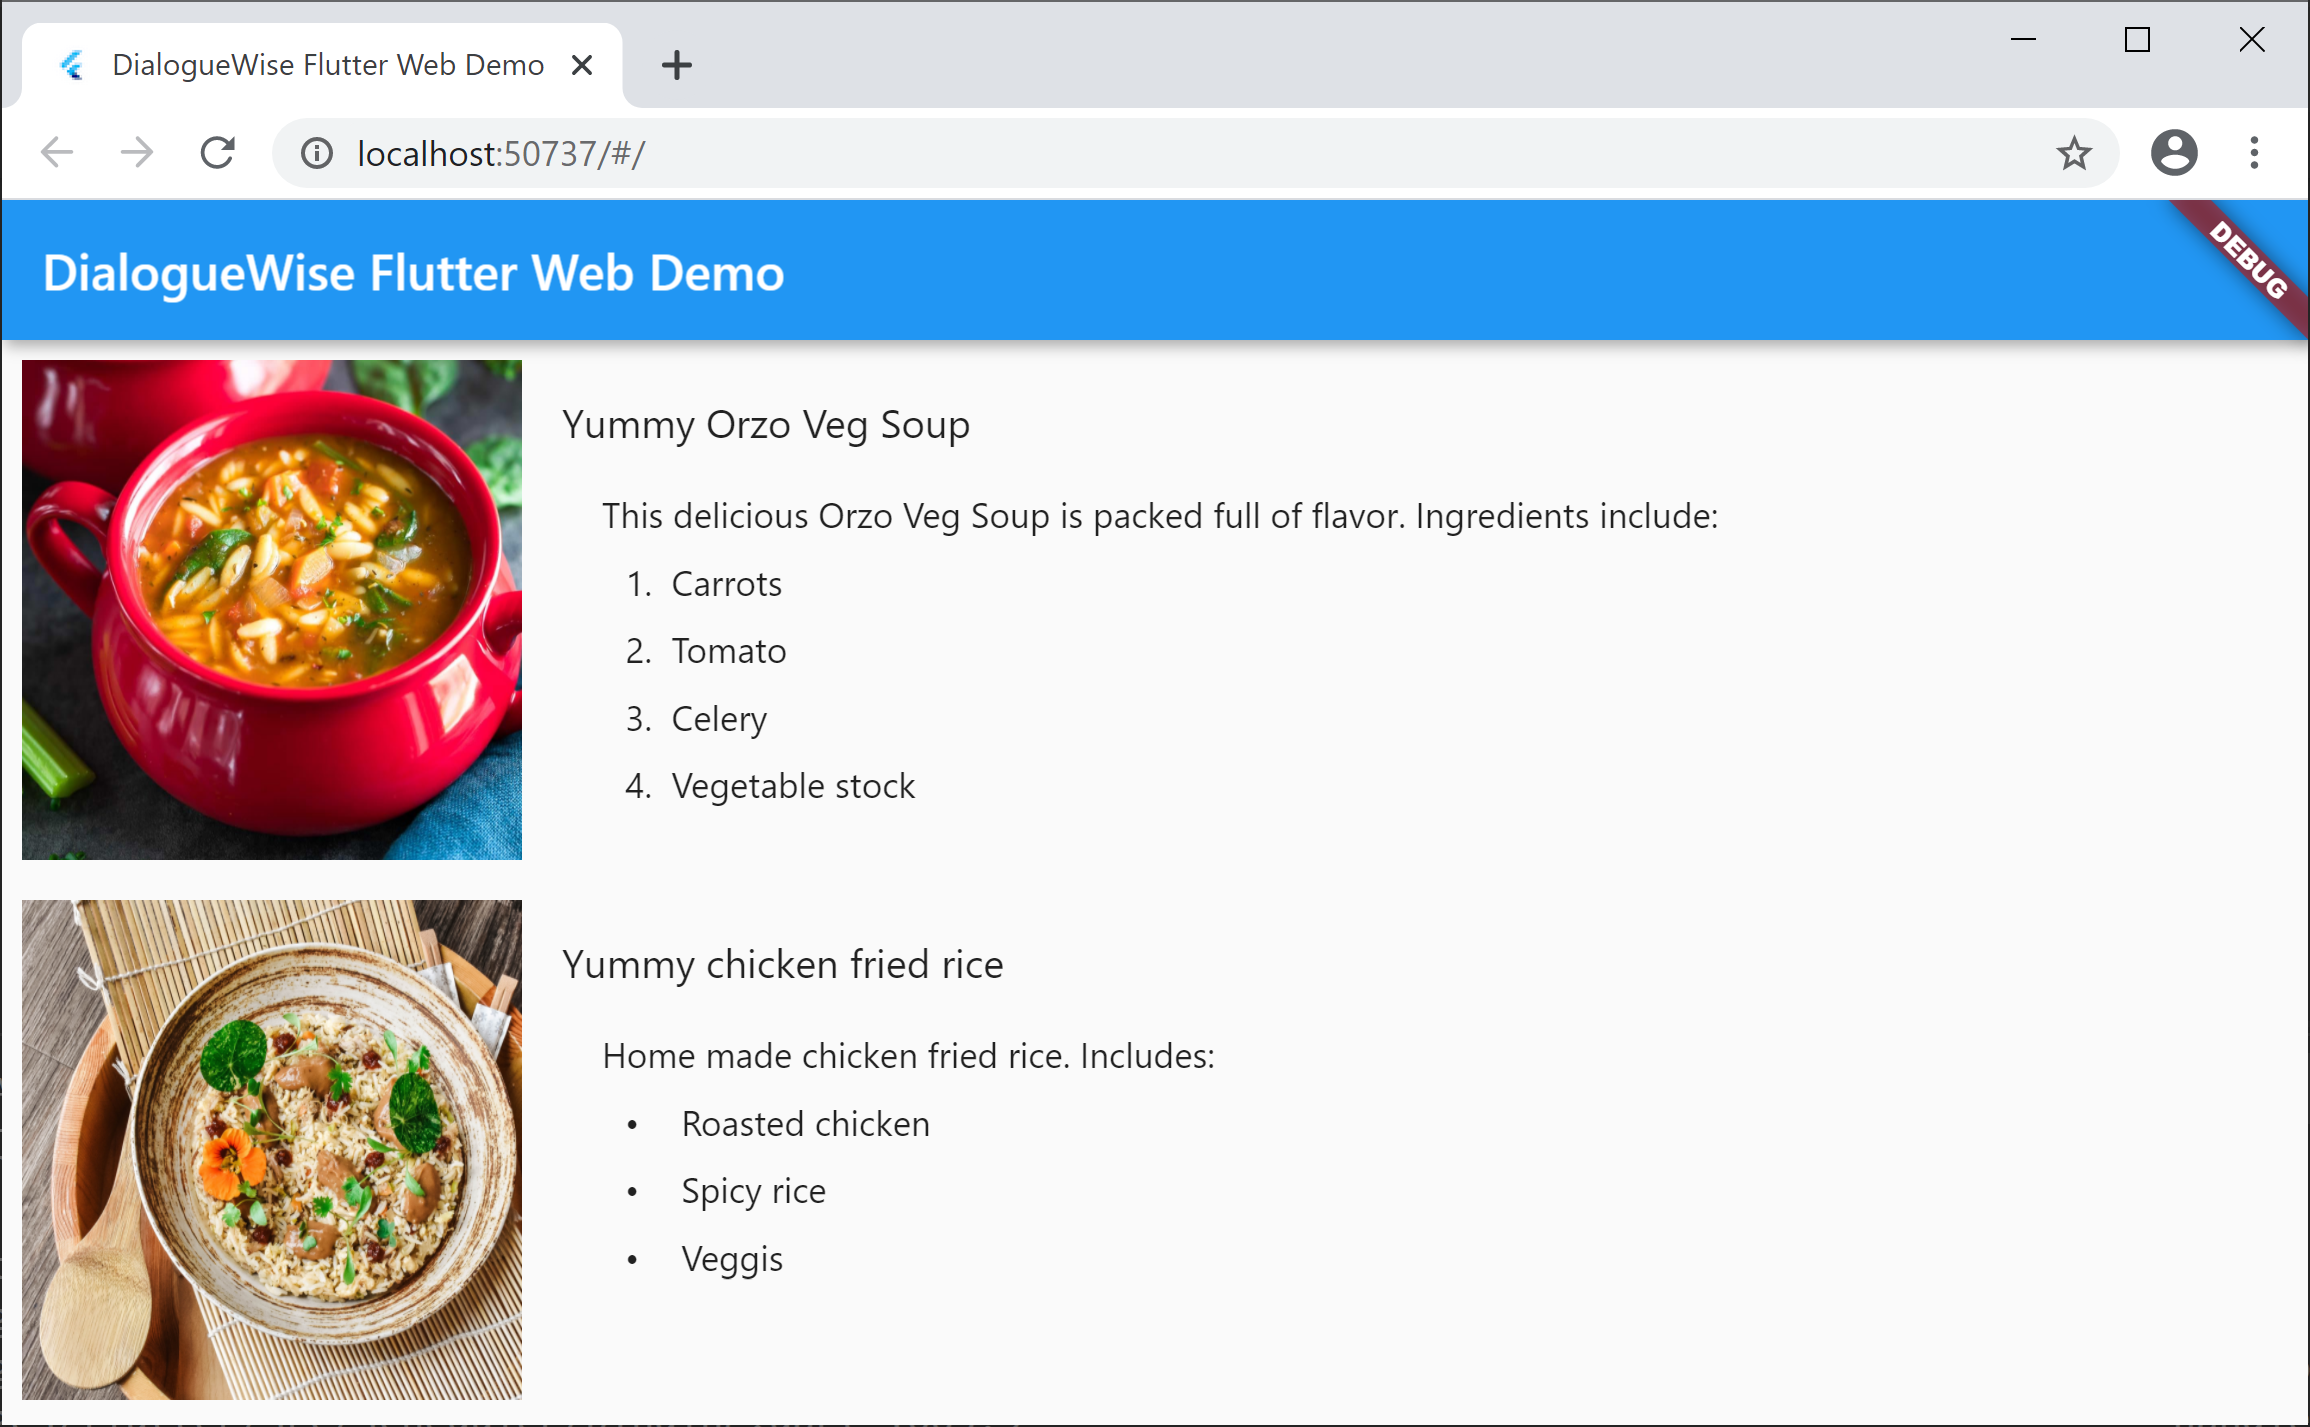 DialogueWise Flutter Web Demo
localhost:50737/#/
DialogueWise Flutter Web Demo
DEBUG
Yummy Orzo Veg Soup
This delicious Orzo Veg Soup is packed full of flavor. Ingredients include:
1. Carrots
2. Tomato
3. Celery
4. Vegetable stock
Yummy chicken fried rice
Home made chicken fried rice. Includes:
• Roasted chicken
• Spicy rice
• Veggis